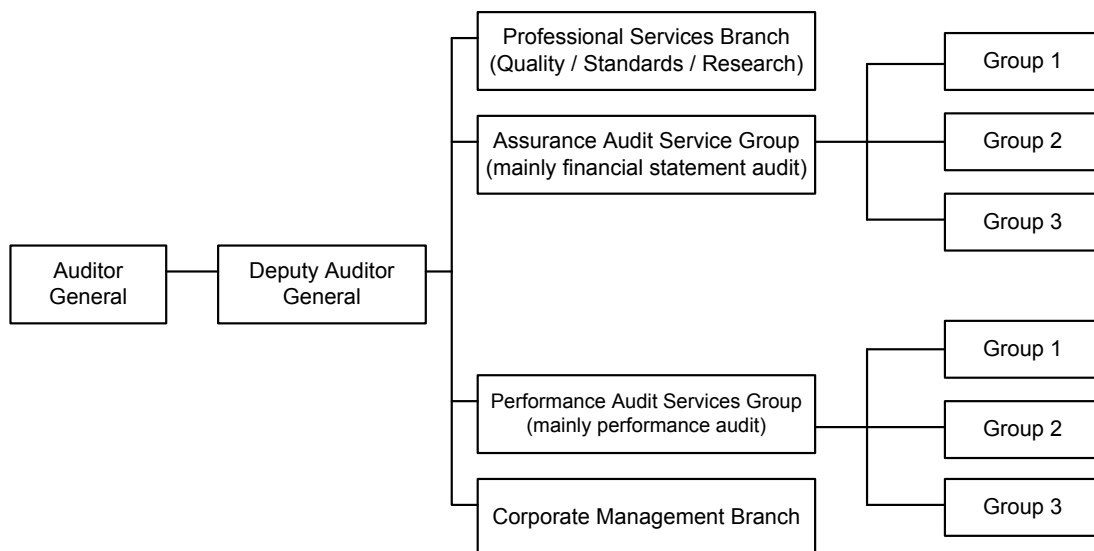 Auditor
General
Deputy Auditor
General
Professional Services Branch
(Quality / Standards / Research)
Assurance Audit Service Group
(mainly financial statement audit)
Group 1
Group 2
Group 3
Performance Audit Services Group
(mainly performance audit)
Group 1
Group 2
Group 3
Corporate Management Branch